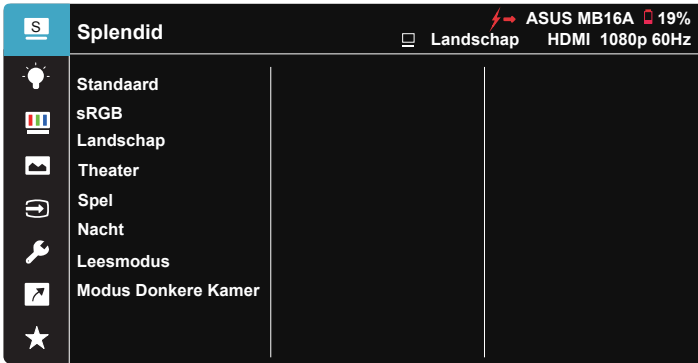 S
Splendid
ASUS MB16A 19%
Landschap HDMI 1080p 60Hz
Standaard
sRGB
Landschap
Theater
Spel
Nacht
Leesmodus
Modus Donkere Kamer